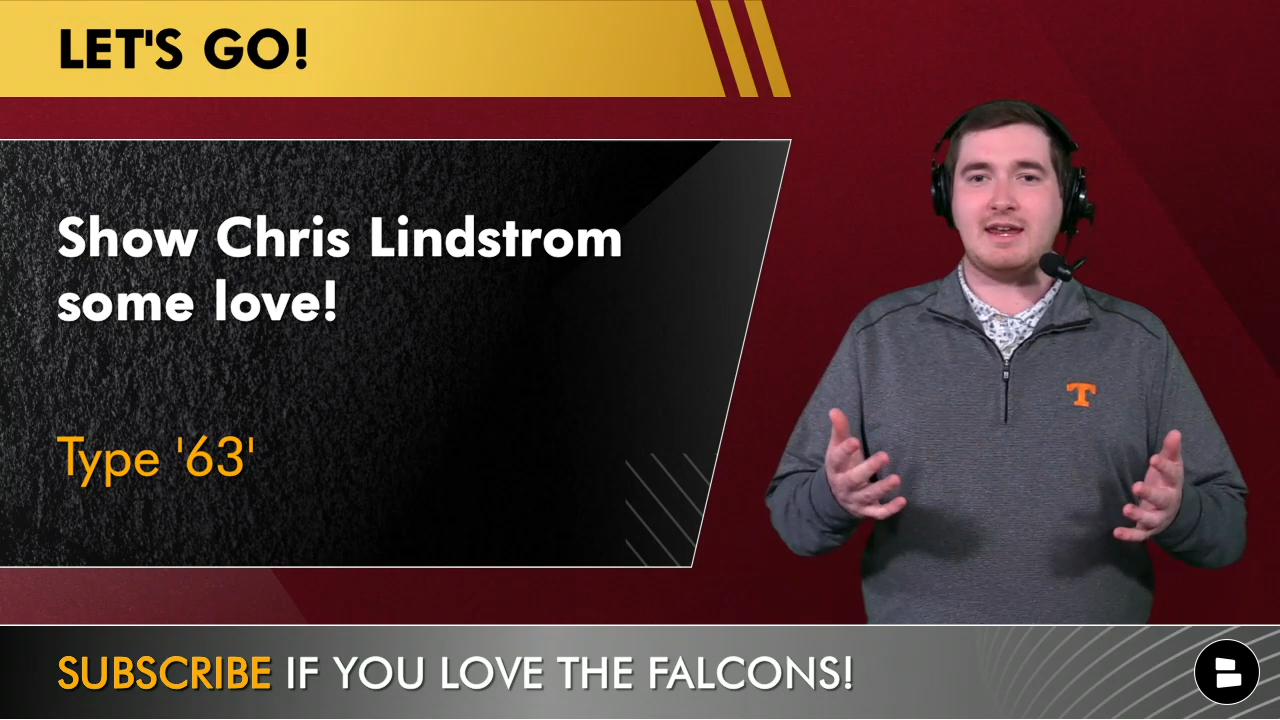 LET'S GO!
Show Chris Lindstrom
some love!
Type '63'
T
SUBSCRIBE IF YOU LOVE THE FALCONS!